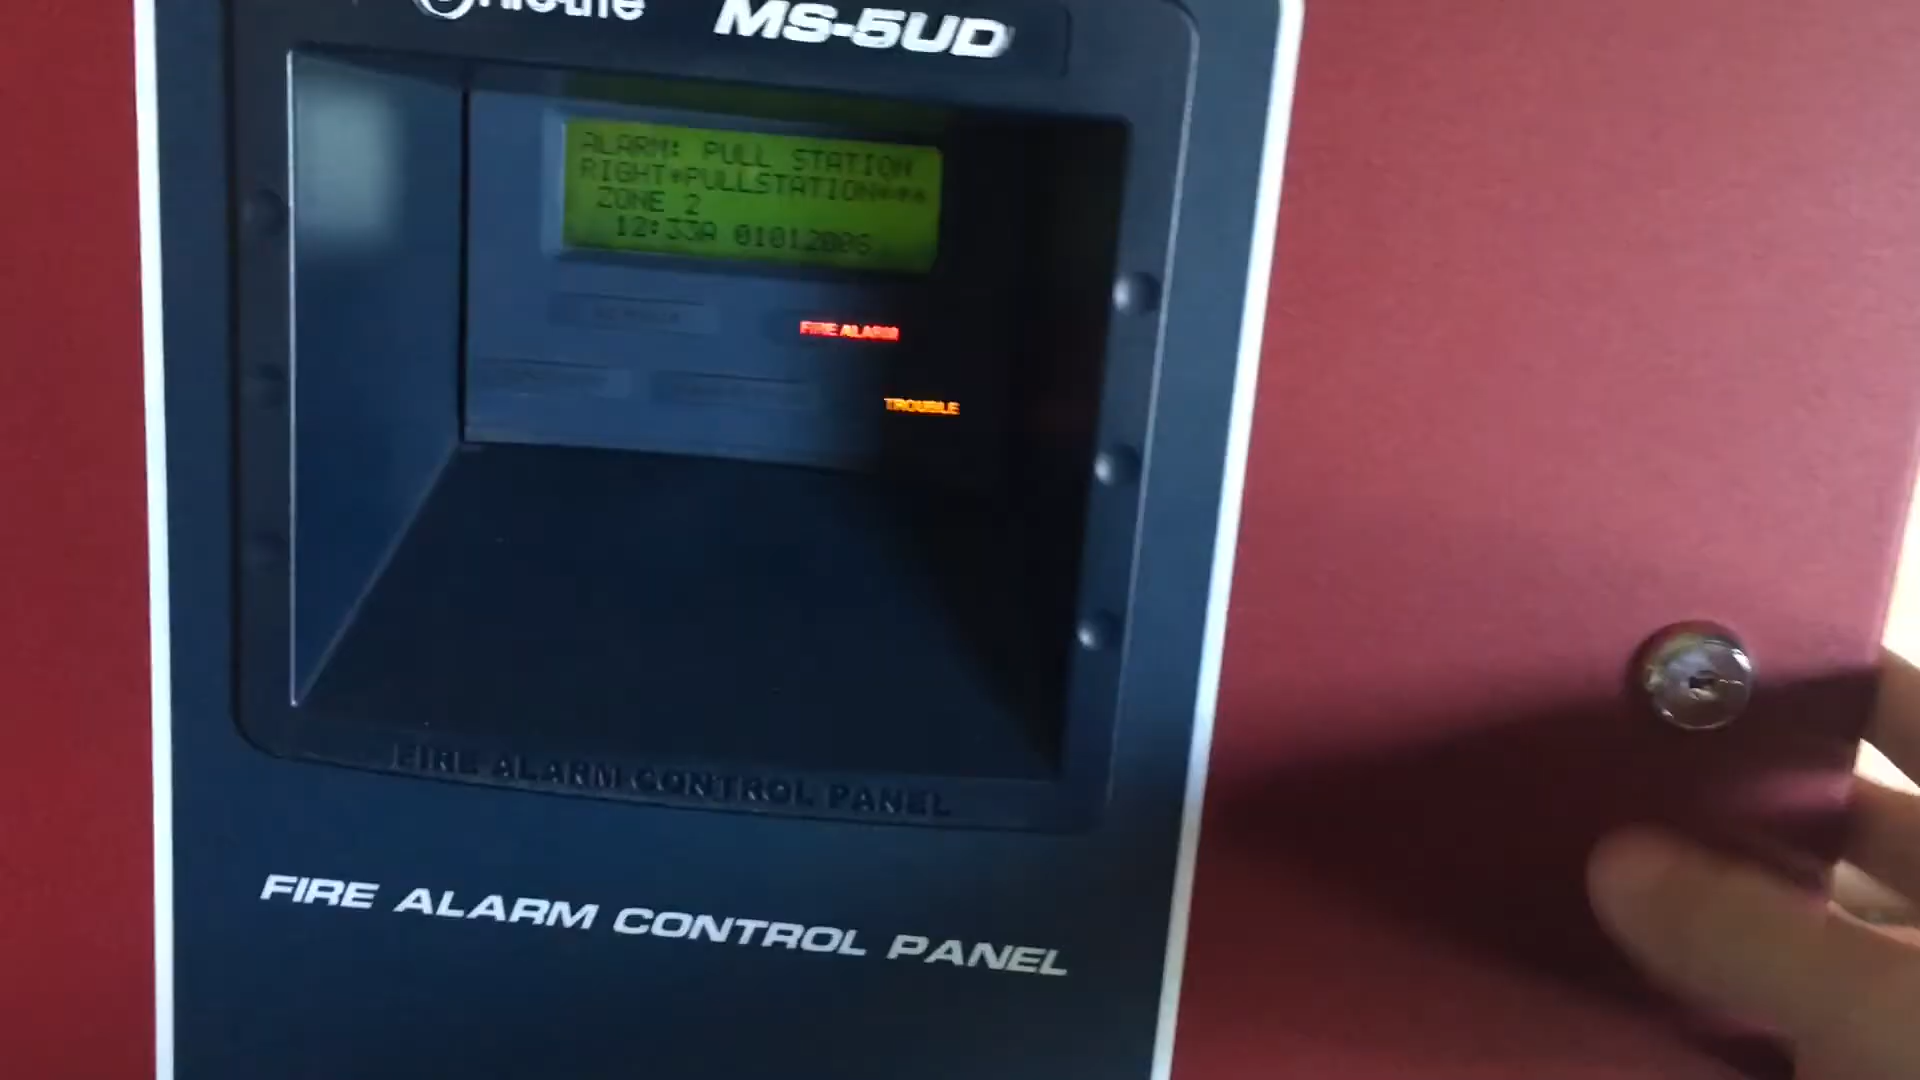 MS-5UD
ALARM: PULL STATION
RIGHT*PULLSTATION***
ZONE 2
12:33A 01012006
FIRE ALARM
TROUBLE
FIRE ALARM CONTROL PANEL
FIRE ALARM CONTROL PANEL